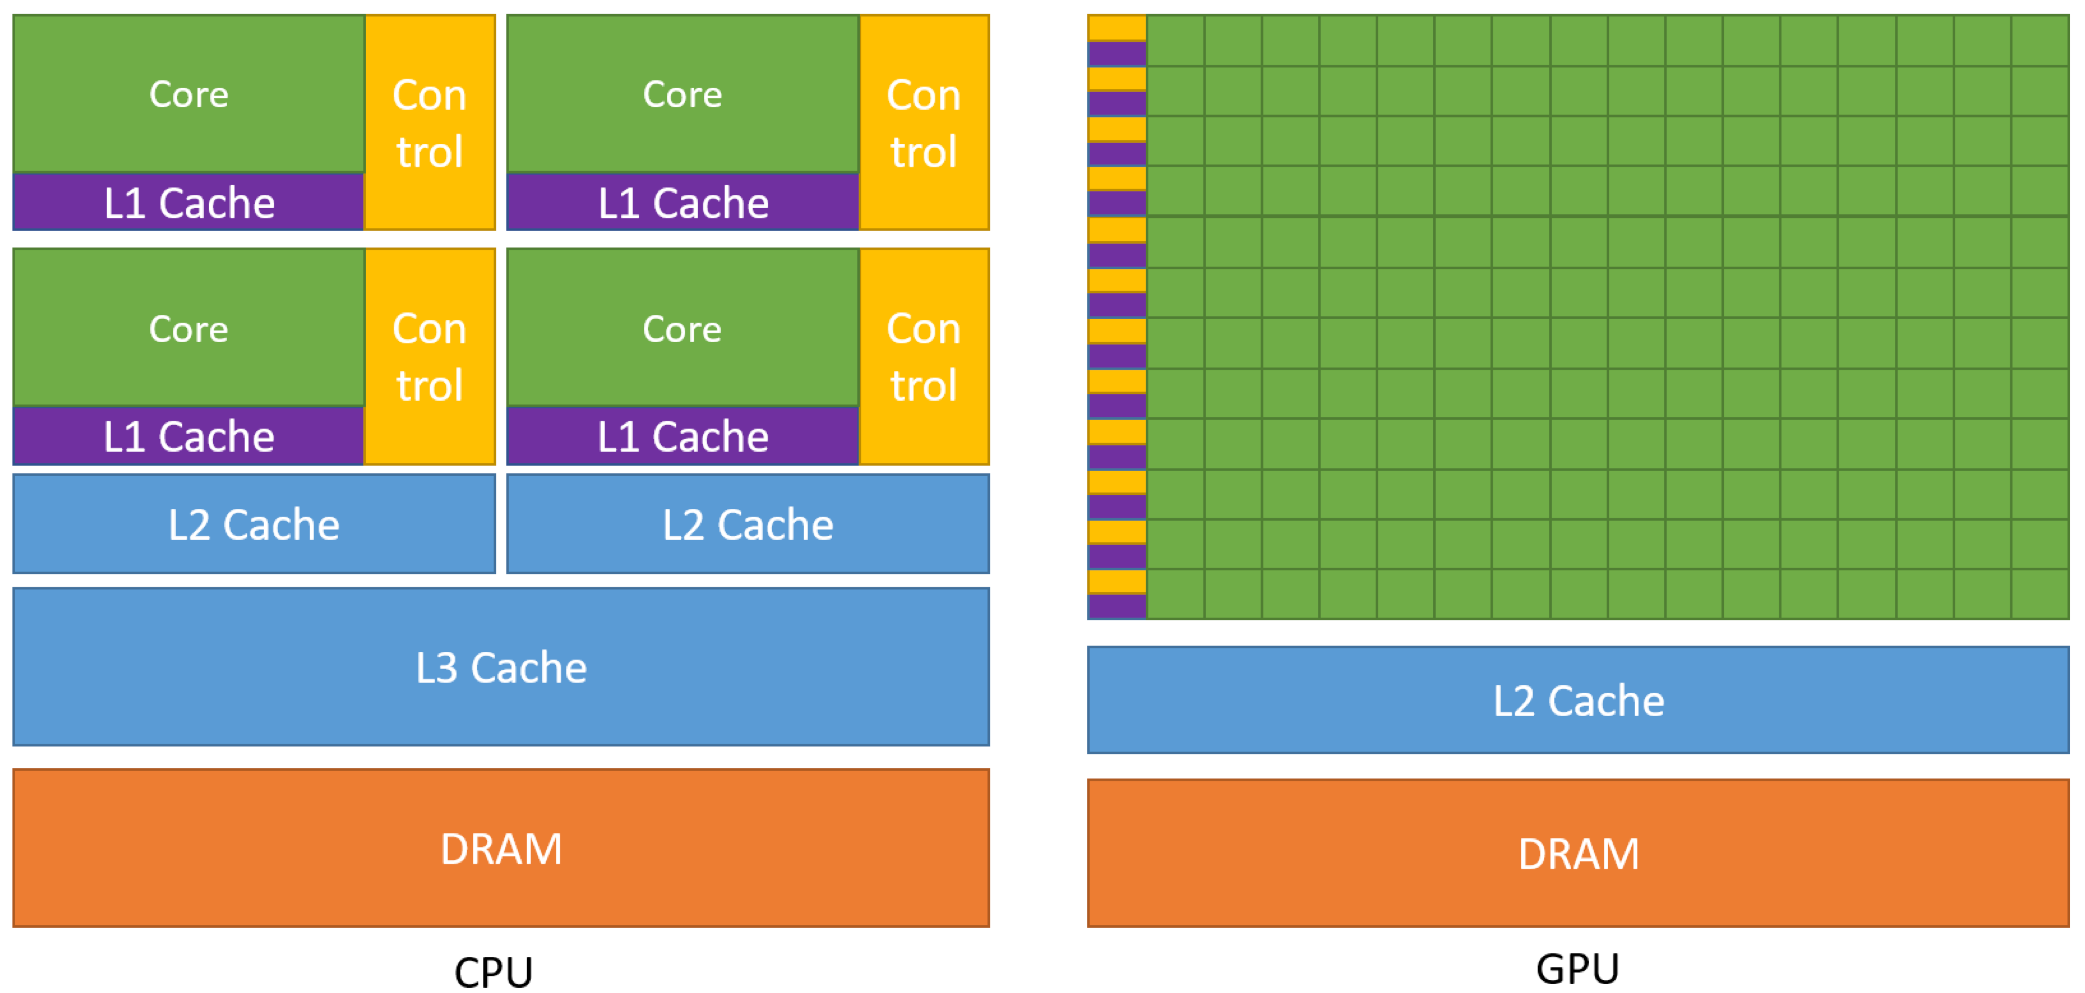 Core
Con
trol
L1 Cache
Core
Con
trol
L1 Cache
Core
Con
trol
L1 Cache
Core
Con
trol
L1 Cache
L2 Cache
L2 Cache
L3 Cache
DRAM
CPU
L2 Cache
DRAM
GPU